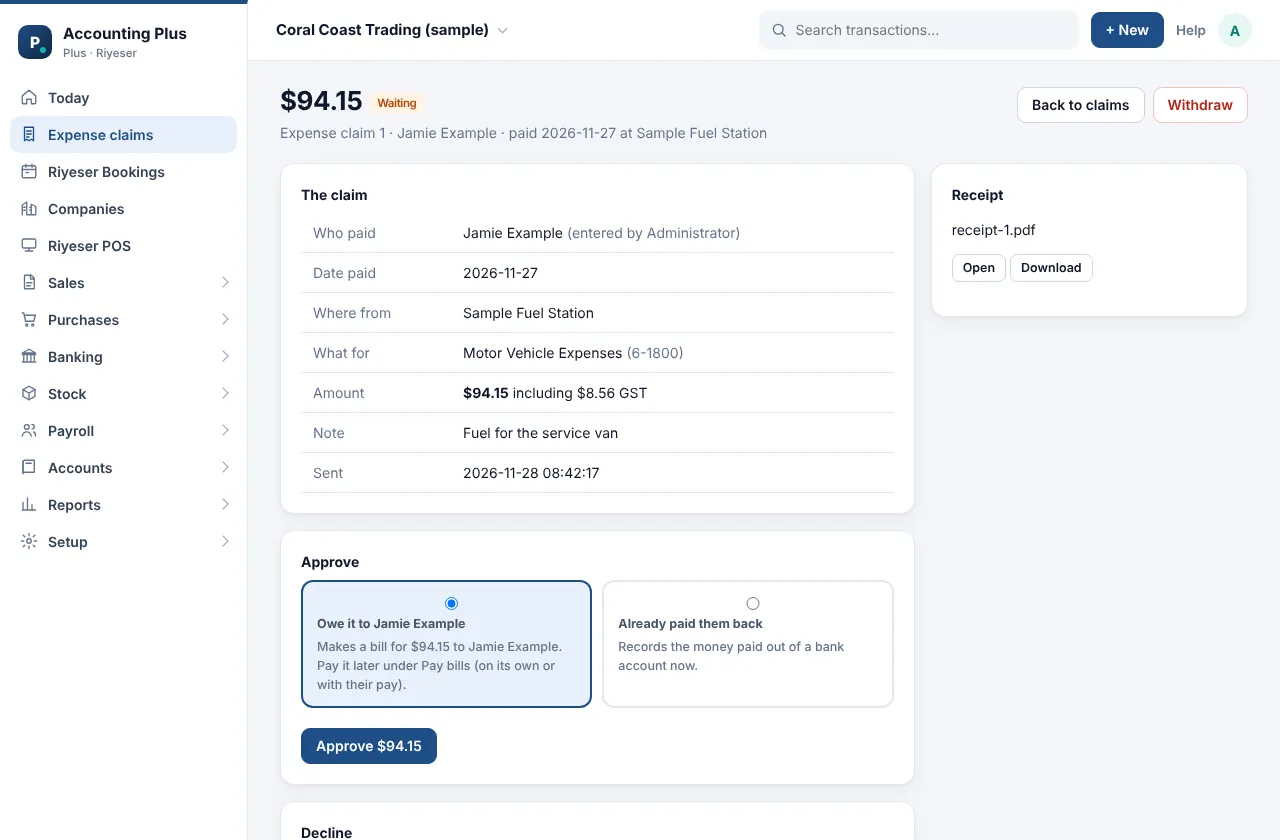 P.
Accounting Plus
Plus · Riyeser
Today
Expense claims
Riyeser Bookings
Companies
Riyeser POS
Sales
Purchases
Banking
Stock
Payroll
Accounts
Reports
Setup
Coral Coast Trading (sample)
Search transactions...
+ New
Help
A
$94.15 Waiting
Expense claim 1 · Jamie Example · paid 2026-11-27 at Sample Fuel Station
Back to claims
Withdraw
The claim
Who paid Jamie Example (entered by Administrator)
Date paid 2026-11-27
Where from Sample Fuel Station
What for Motor Vehicle Expenses (6-1800)
Amount $94.15 including $8.56 GST
Note Fuel for the service van
Sent 2026-11-28 08:42:17
Receipt
receipt-1.pdf
Open
Download
Approve
Owe it to Jamie Example
Makes a bill for $94.15 to Jamie Example.
Pay it later under Pay bills (on its own or
with their pay).
Already paid them back
Records the money paid out of a bank
account now.
Approve $94.15
Decline